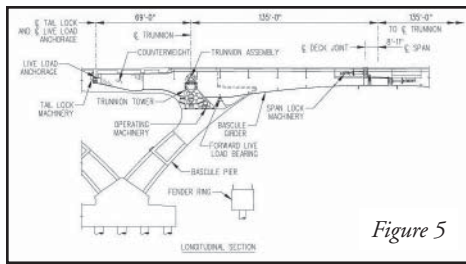 ℄ TAIL LOCK
AND ℄ LIVE LOAD
ANCHORAGE
69'-0"
135'-0"
135'-0"
℄ TRUNNION
TO ℄ TRUNNION
8'-11"
COUNTERWEIGHT
TRUNNION ASSEMBLY
℄ DECK JOINT
℄ SPAN
LIVE LOAD
ANCHORAGE
TAIL LOCK
MACHINERY
TRUNNION TOWER
OPERATING
MACHINERY
FORWARD LIVE
LOAD BEARING
BASCULE
GIRDER
SPAN LOCK
MACHINERY
BASCULE PIER
FENDER RING
LONGITUDINAL SECTION
Figure 5